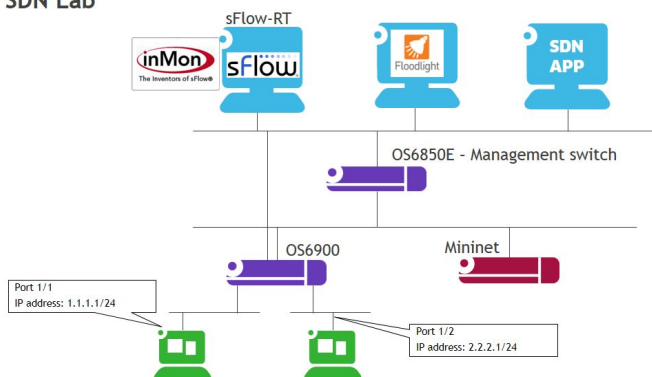 SDN Lab
sFlow-RT
inMon
The Inventors of sFlow®
sFlow
Floodlight
SDN
APP
OS6850E - Management switch
OS6900
Mininet
Port 1/1
IP address: 1.1.1.1/24
Port 1/2
IP address: 2.2.2.1/24